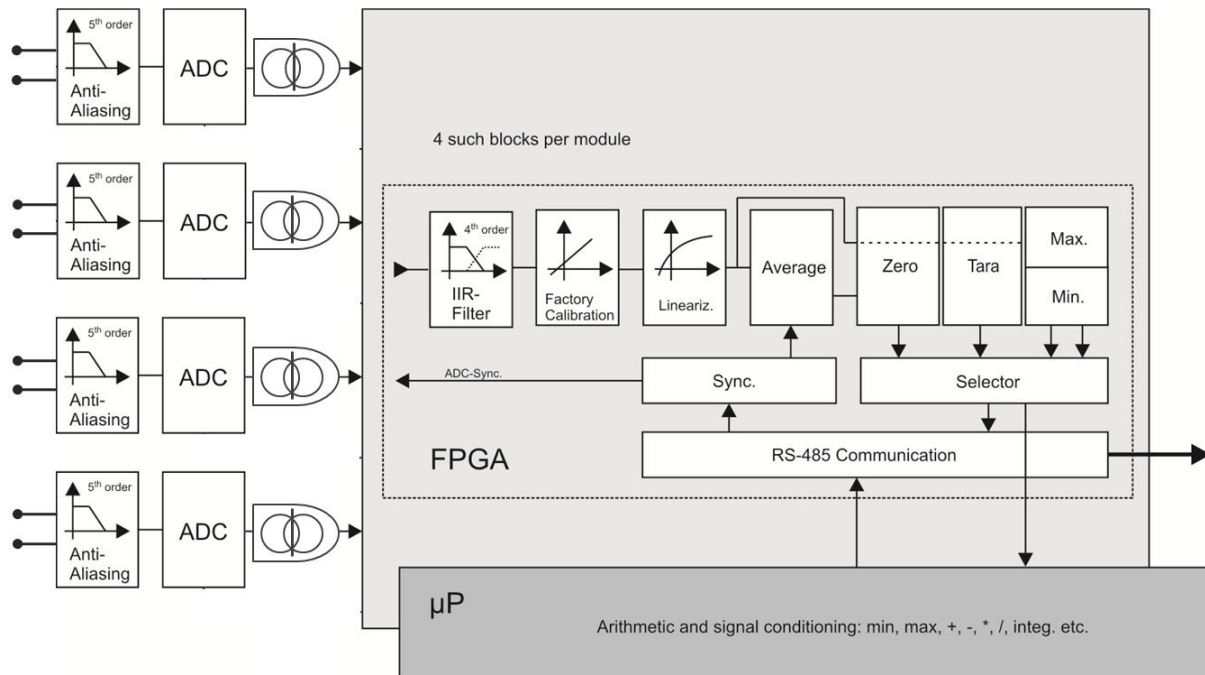 5th order
Anti-
Aliasing
ADC
5th order
Anti-
Aliasing
ADC
5th order
Anti-
Aliasing
ADC
5th order
Anti-
Aliasing
ADC
4 such blocks per module
4th order
IIR-
Filter
Factory
Calibration
Lineariz.
Average
Zero
Tara
Max.
Min.
ADC-Sync.
Sync.
Selector
FPGA
RS-485 Communication
µP
Arithmetic and signal conditioning: min, max, +, -, *, /, integ. etc.